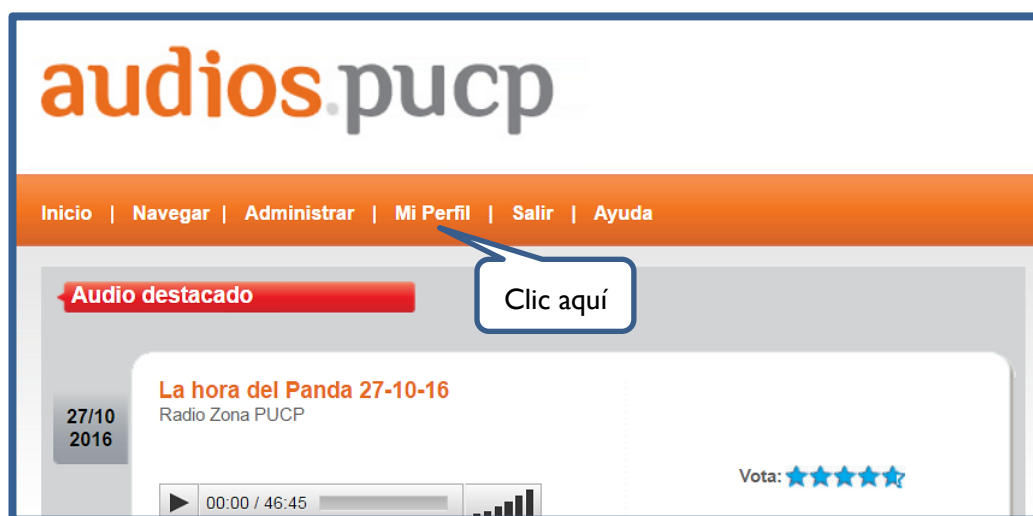 audios.pucp
Inicio | Navegar | Administrar | Mi Perfil | Salir | Ayuda
Clic aquí
Audio destacado
27/10
2016
La hora del Panda 27-10-16
Radio Zona PUCP
Vota:
00:00 / 46:45